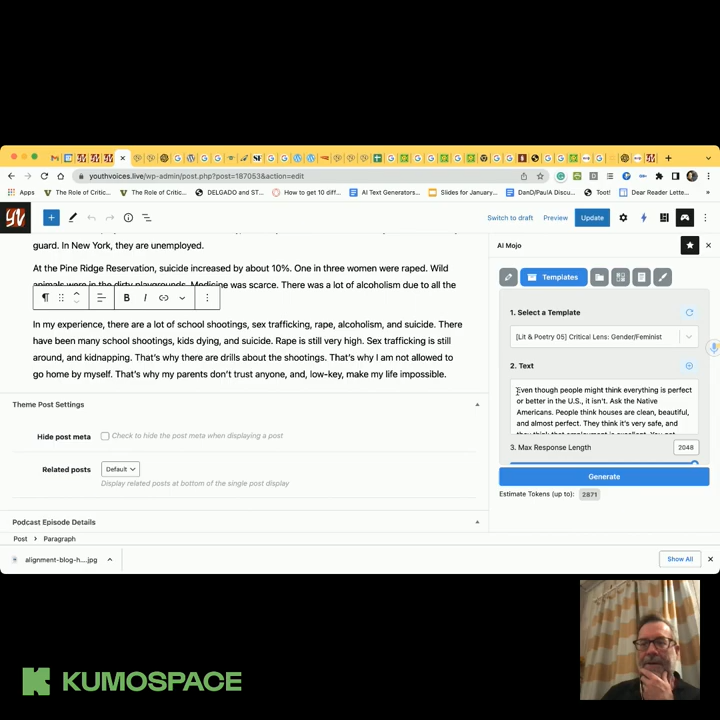 The Role of Critic...
The Role of Critic...
DELGADO and ST...
How to get 10 diff...
AI Text Generators...
Slides for January...
DanD/PaulA Discu...
Toot!
Dear Reader Lette...
Apps
youthvoices.live/wp-admin/post.php?post=187053&action=edit
Switch to draft
Preview
Update
guard. In New York, they are unemployed.
At the Pine Ridge Reservation, suicide increased by about 10%. One in three women were raped. Wild
animals were in the dirty playgrounds. Medicine was scarce. There was a lot of alcoholism due to all the
B I
In my experience, there are a lot of school shootings, sex trafficking, rape, alcoholism, and suicide. There
have been many school shootings, kids dying, and suicide. Rape is still very high. Sex trafficking is still
around, and kidnapping. That's why there are drills about the shootings. That's why I am not allowed to
go home by myself. That's why my parents don't trust anyone, and, low-key, make my life impossible.
Theme Post Settings
Hide post meta
Check to hide the post meta when displaying a post
Related posts
Default
Display related posts at bottom of the single post display
Podcast Episode Details
Post > Paragraph
AI Mojo
Templates
1. Select a Template
[Lit & Poetry 05] Critical Lens: Gender/Feminist
2. Text
Even though people might think everything is perfect
or better in the U.S., it isn't. Ask the Native
Americans. People think houses are clean, beautiful,
and almost perfect. They think it's very safe, and
they think that employment is excellent. You get
3. Max Response Length
2048
Generate
Estimate Tokens (up to): 2871
alignment-blog-h....jpg
Show All
KUMOSPACE